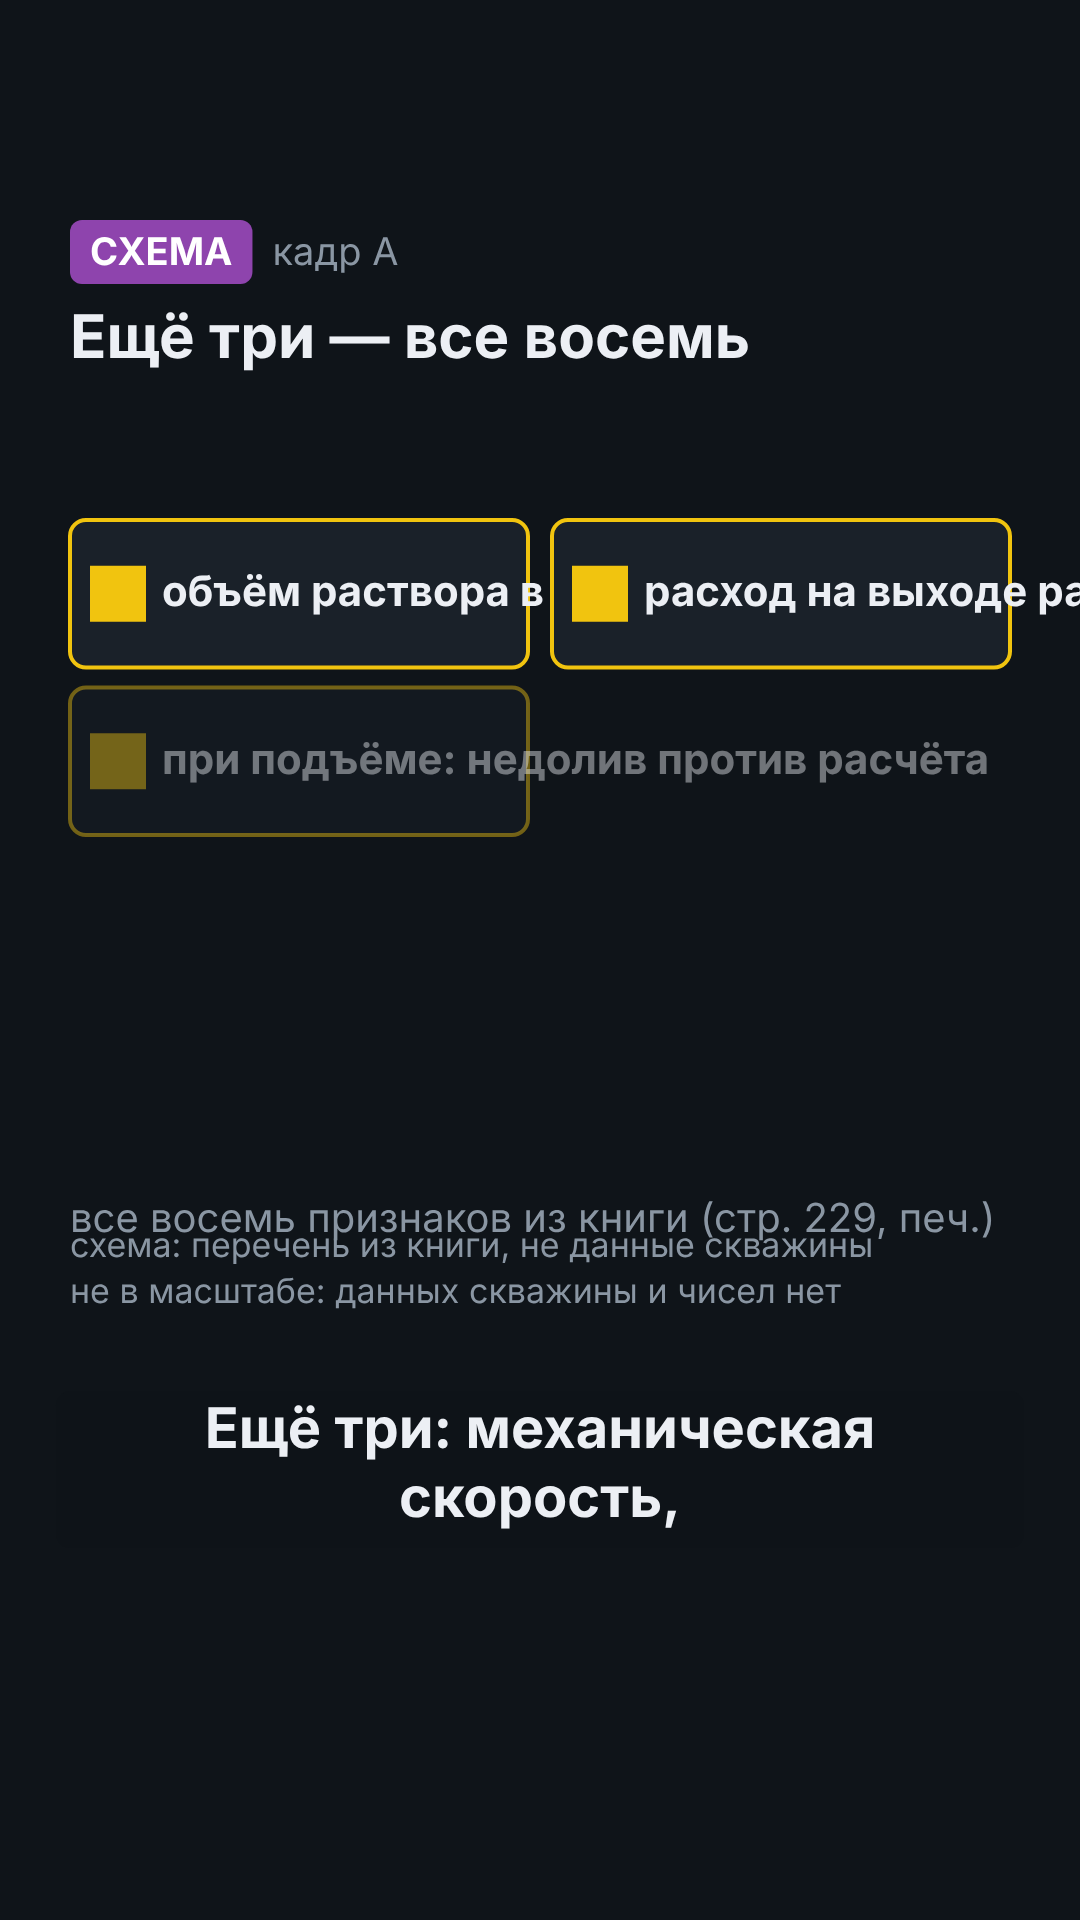 СХЕМА кадр А
Ещё три — все восемь
объём раствора в
расход на выходе ра
при подъёме: недолив против расчёта
все восемь признаков из книги (стр. 229, печ.)
схема: перечень из книги, не данные скважины
не в масштабе: данных скважины и чисел нет
Ещё три: механическая
скорость,